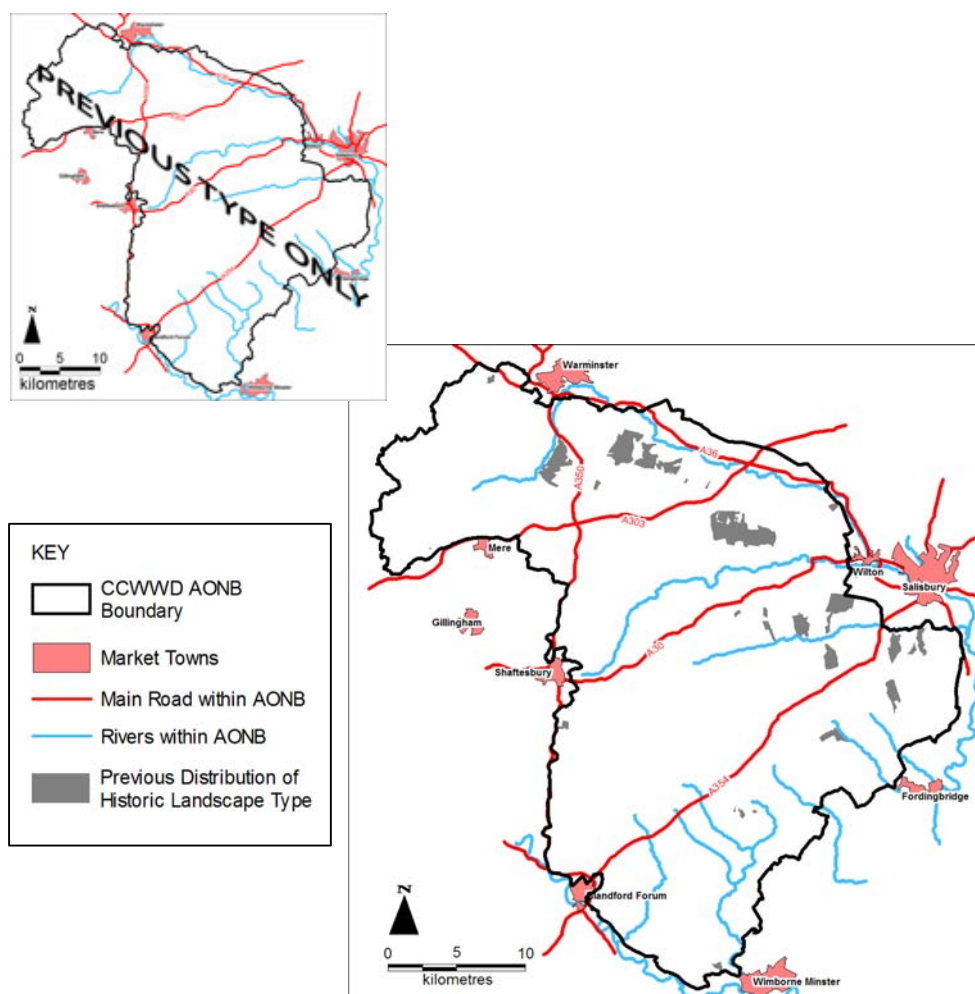 Warminster
PREVIOUS TYPE ONLY
N
0 5 10
kilometres
KEY
CCWWD AONB
Boundary
Market Towns
Main Road within AONB
Rivers within AONB
Previous Distribution of
Historic Landscape Type
Warminster
A36
A350
A303
Mere
Wilton
Salisbury
Gillingham
A30
Shaftesbury
A354
Fordingbridge
landford Forum
N
0 5 10
kilometres
Wimborne Minster